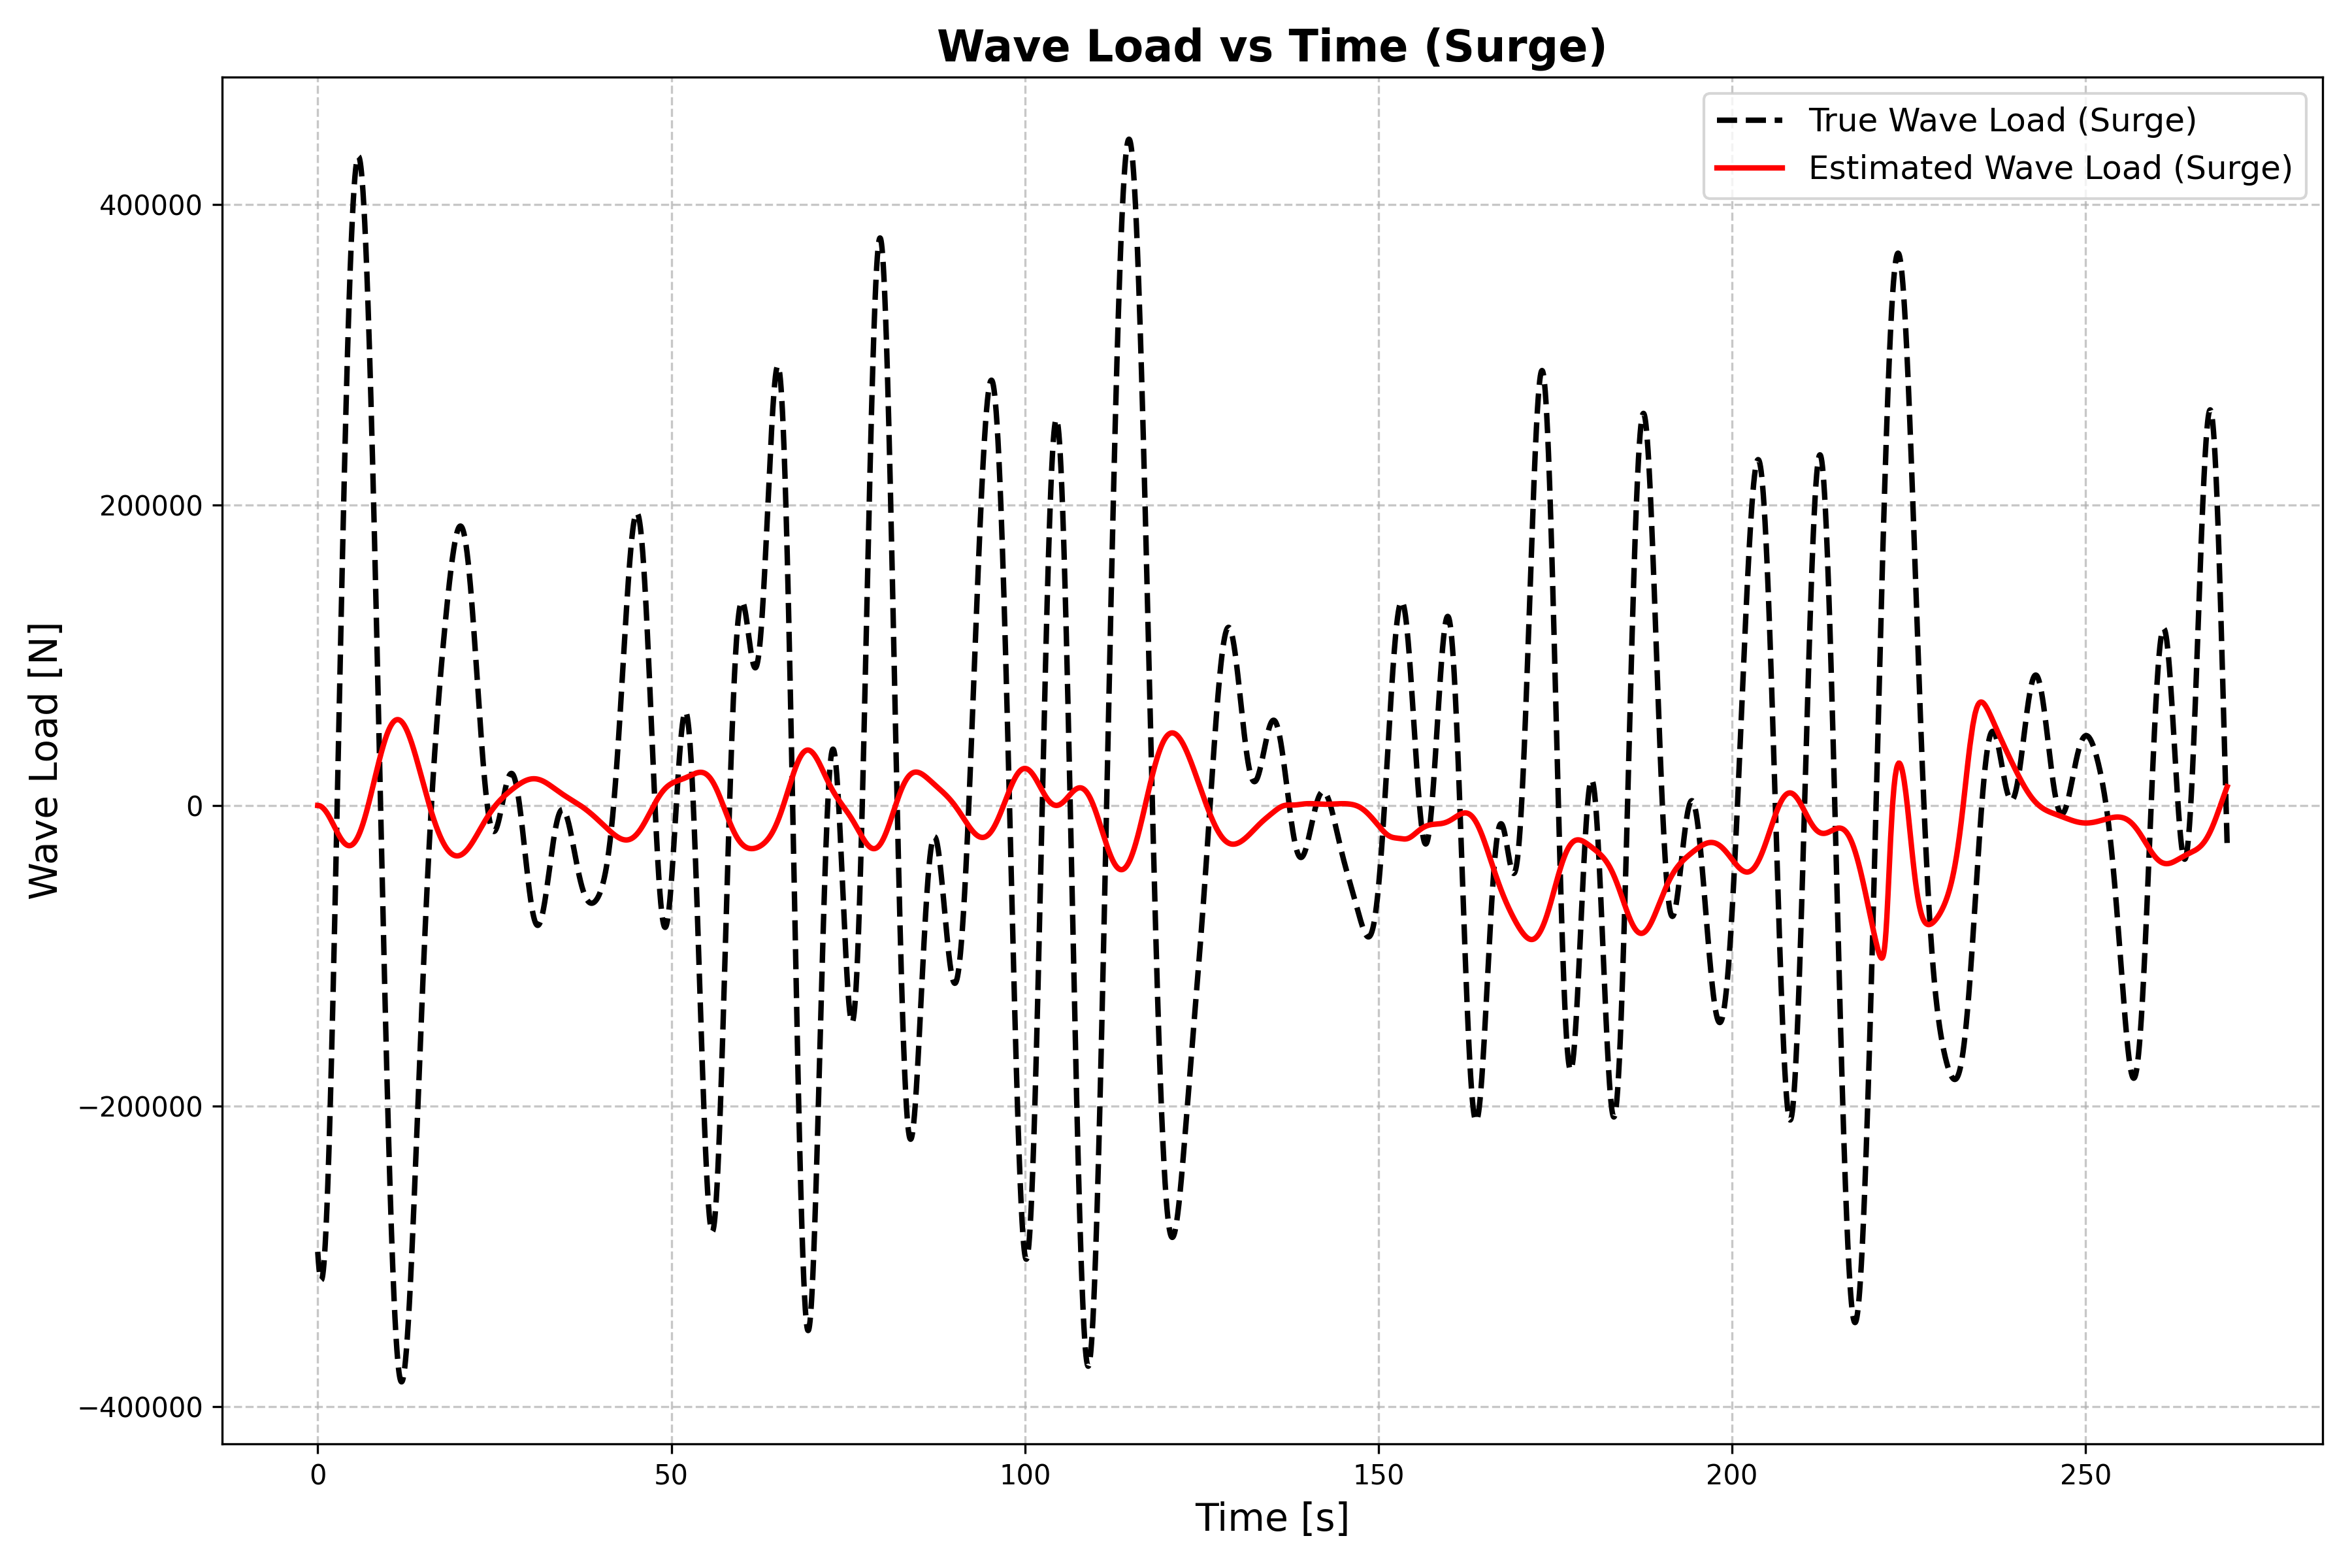 Wave Load vs Time (Surge)
True Wave Load (Surge)
Estimated Wave Load (Surge)
Wave Load [N]
400000
200000
0
−200000
−400000
0 50 100 150 200 250
Time [s]